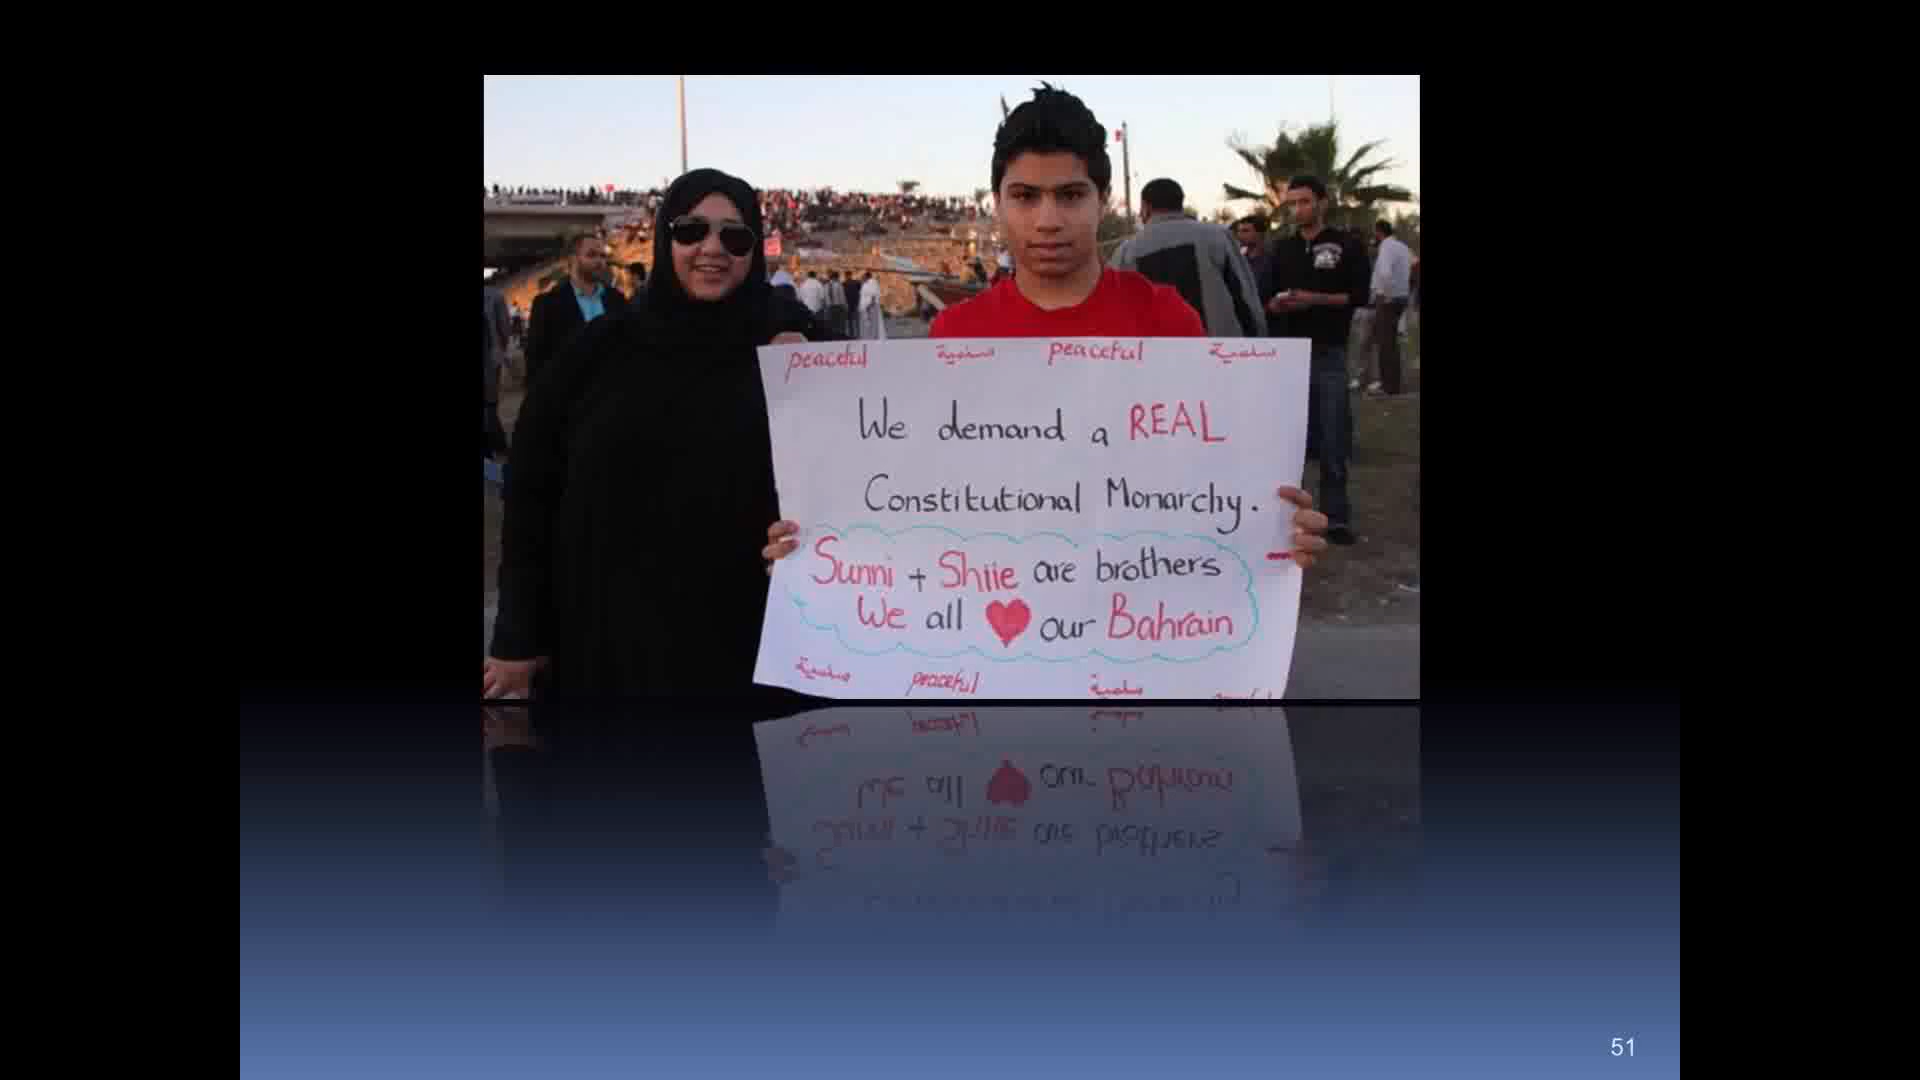 peaceful سلمية peaceful سلمية
We demand a REAL
Constitutional Monarchy.
Sunni + Shiie are brothers
We all ♥ our Bahrain
سلمية peaceful سلمية
51